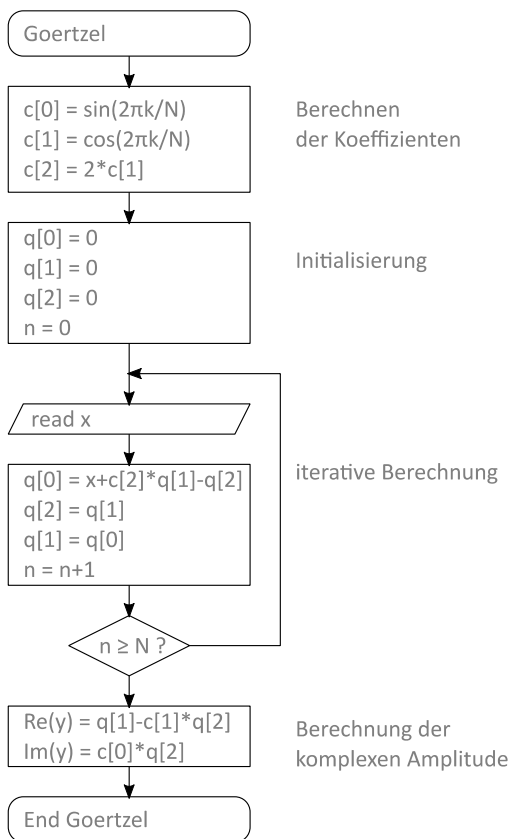 Goertzel
c[0] = sin(2πk/N)
c[1] = cos(2πk/N)
c[2] = 2*c[1]
Berechnen
der Koeffizienten
q[0] = 0
q[1] = 0
q[2] = 0
n = 0
Initialisierung
read x
q[0] = x+c[2]*q[1]-q[2]
q[2] = q[1]
q[1] = q[0]
n = n+1
iterative Berechnung
n ≥ N ?
Re(y) = q[1]-c[1]*q[2]
Im(y) = c[0]*q[2]
Berechnung der
komplexen Amplitude
End Goertzel